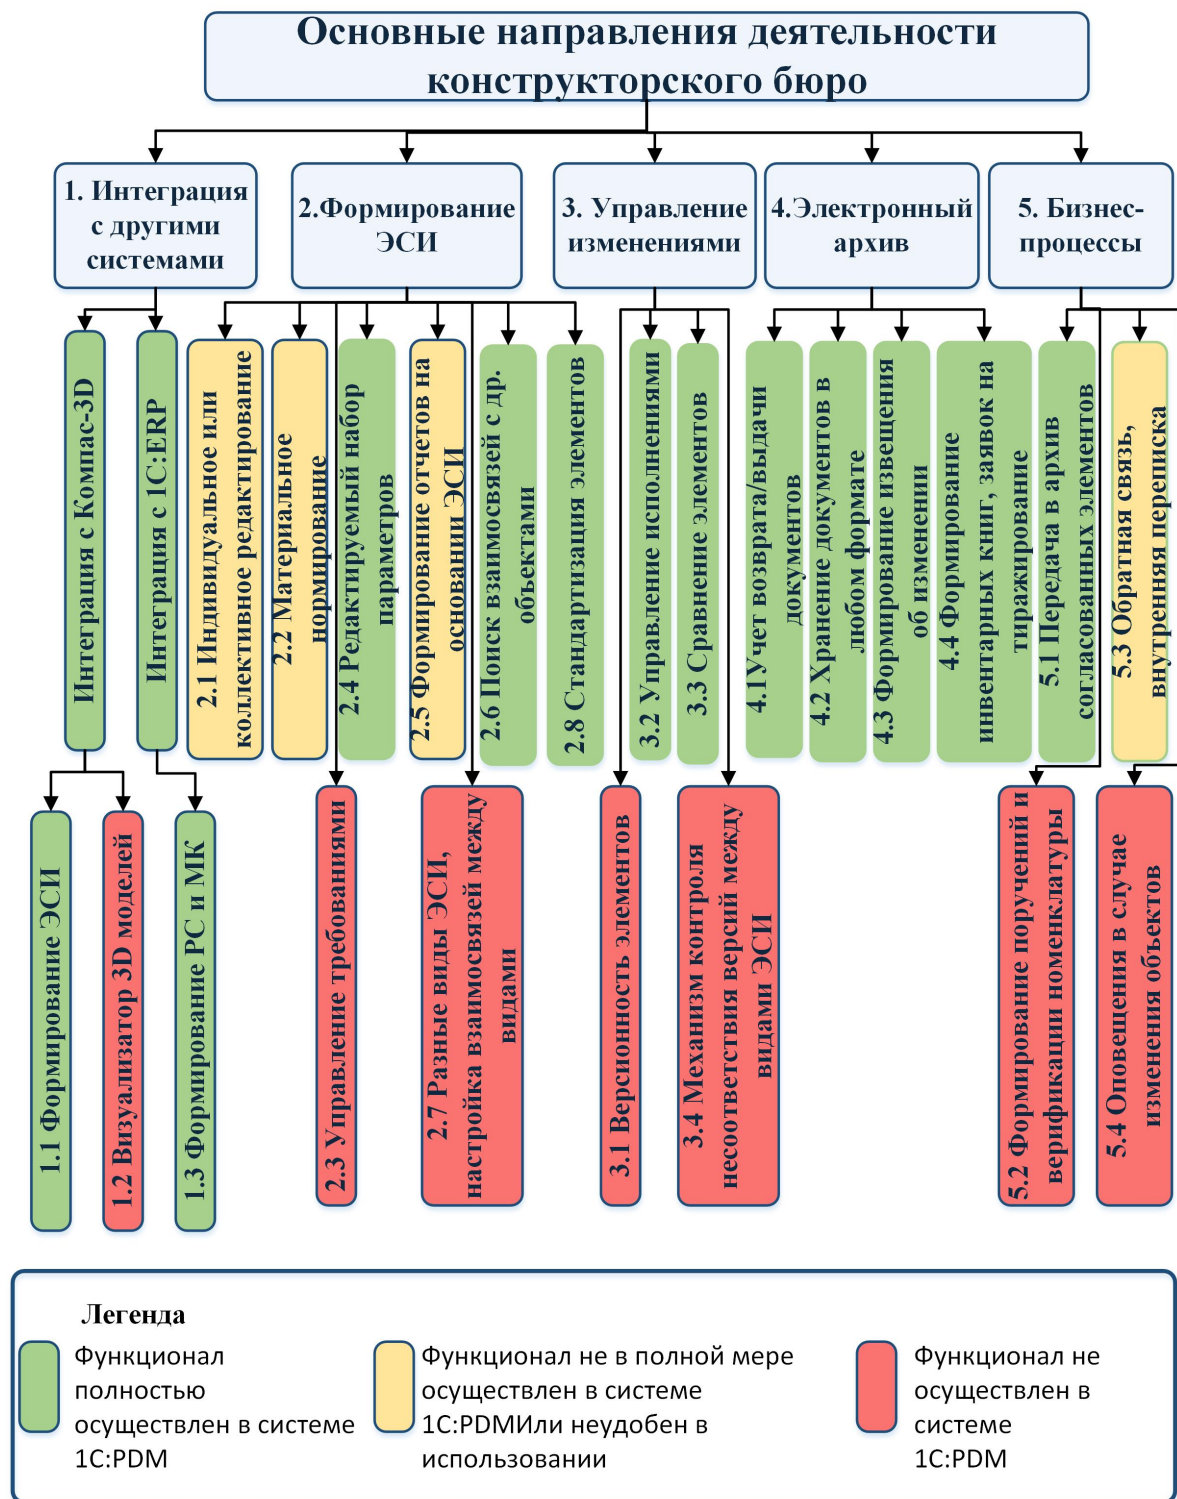 Основные направления деятельности
конструкторского бюро
1. Интеграция
с другими
системами
2.Формирование
ЭСИ
3. Управление
изменениями
4.Электронный
архив
5. Бизнес-
процессы
Интеграция с Компас-3D
Интеграция с 1С:ERP
2.1 Индивидуальное или
коллективное редактирование
2.2 Материальное
нормирование
2.4 Редактируемый набор
параметров
2.5 Формирование отчетов на
основании ЭСИ
2.6 Поиск взаимосвязей с др.
объектами
2.8 Стандартизация элементов
3.2 Управление исполнениями
3.3 Сравнение элементов
4.1Учет возврата/выдачи
документов
4.2 Хранение документов в
любом формате
4.3 Формирование извещения
об изменении
4.4 Формирование
инвентарных книг, заявок на
тиражирование
5.1 Передача в архив
согласованных элементов
5.3 Обратная связь,
внутренняя переписка
1.1 Формирование ЭСИ
1.2 Визуализатор 3D моделей
1.3 Формирование РС и МК
2.3 Управление требованиями
2.7 Разные виды ЭСИ,
настройка взаимосвязей между
видами
3.1 Версионность элементов
3.4 Механизм контроля
несоответствия версий между
видами ЭСИ
5.2 Формирование поручений и
верификации номенклатуры
5.4 Оповещения в случае
изменения объектов
Легенда
Функционал
полностью
осуществлен в системе
1С:PDM
Функционал не в полной мере
осуществлен в системе
1С:PDMИли неудобен в
использовании
Функционал не
осуществлен в
системе
1С:PDM